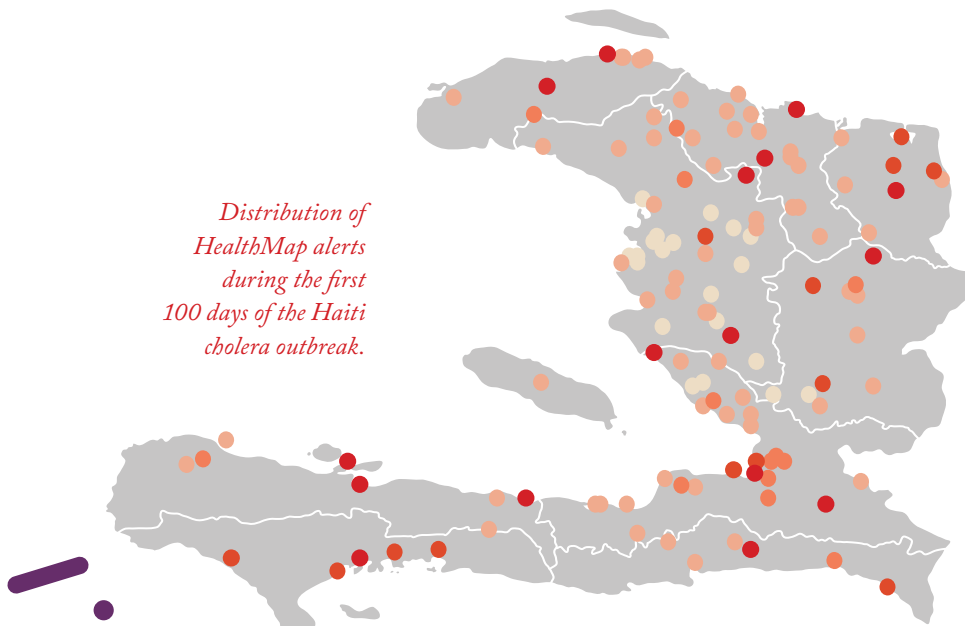 Distribution of
HealthMap alerts
during the first
100 days of the Haiti
cholera outbreak.